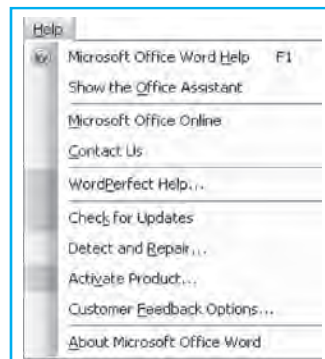 Help
Microsoft Office Word Help F1
Show the Office Assistant
Microsoft Office Online
Contact Us
WordPerfect Help...
Check for Updates
Detect and Repair...
Activate Product...
Customer Feedback Options...
About Microsoft Office Word